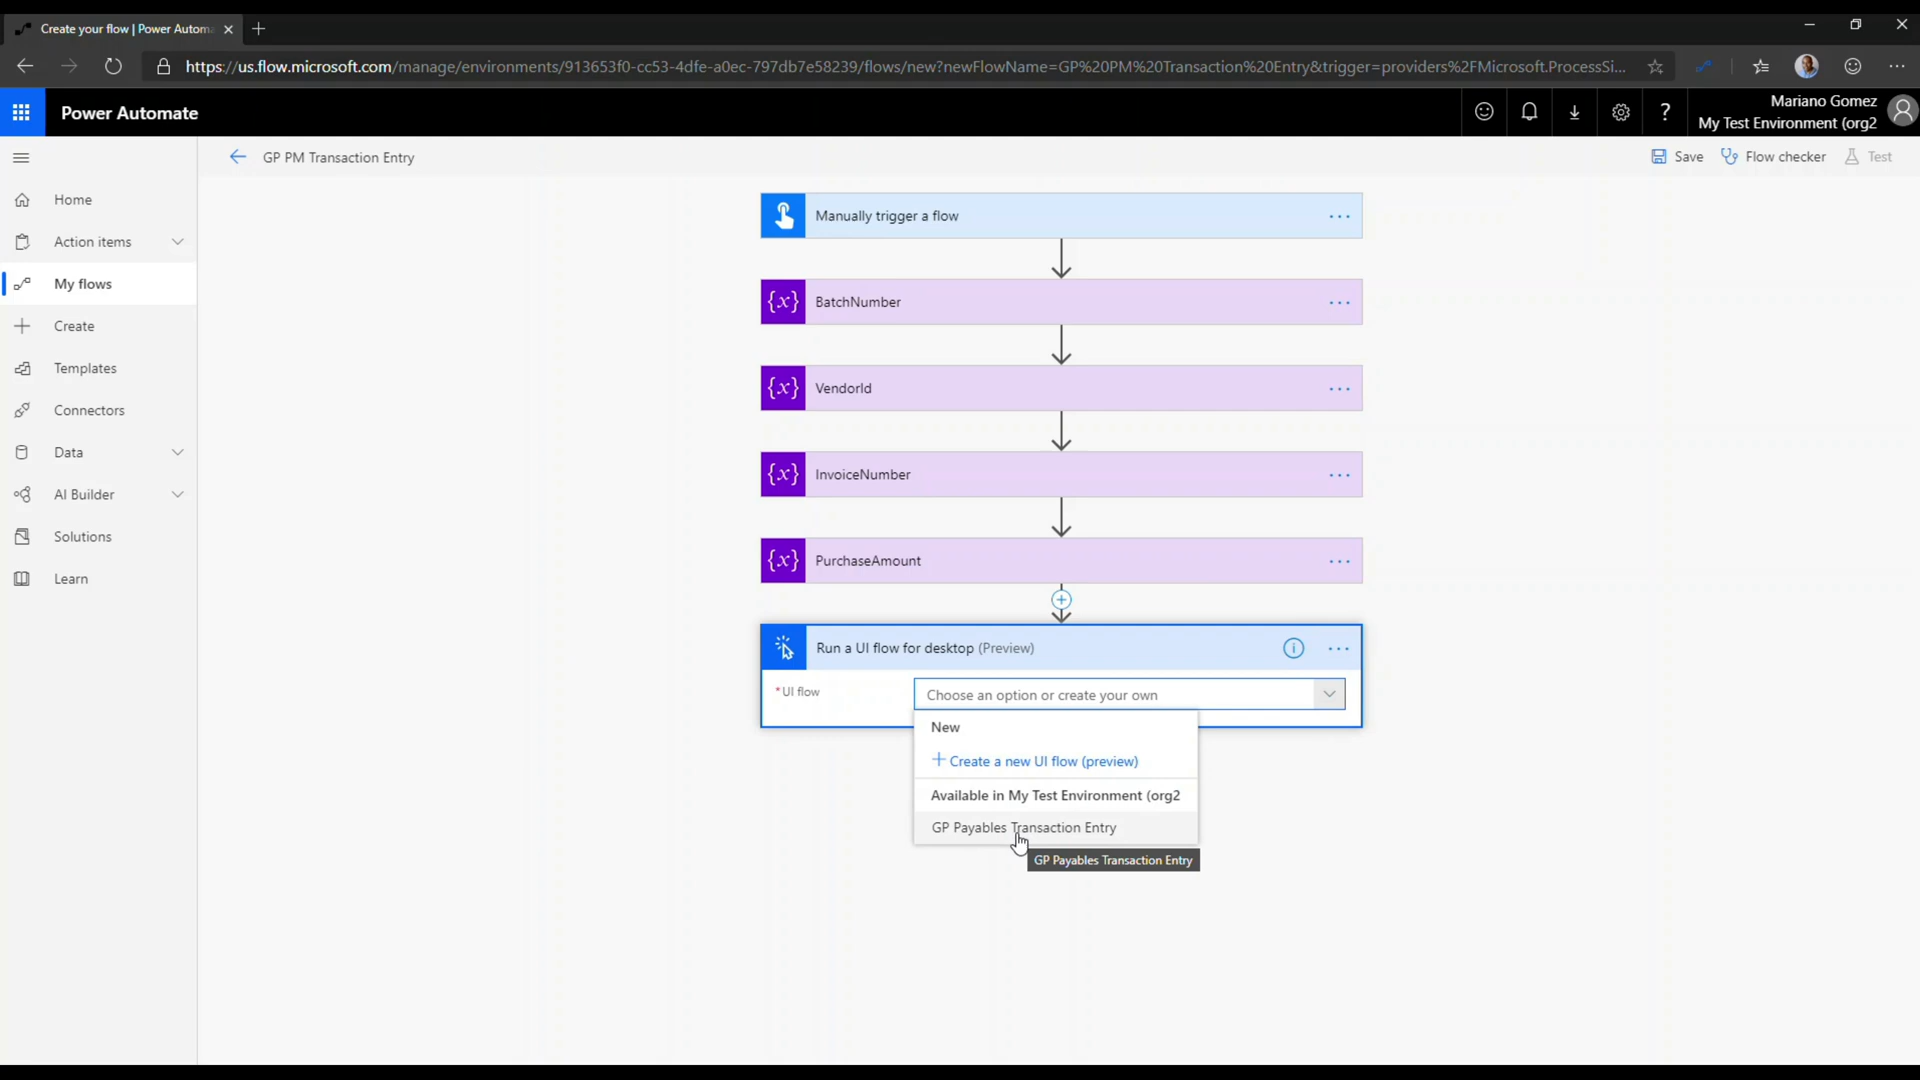 Create your flow | Power Automa
https://us.flow.microsoft.com/manage/environments/913653f0-cc53-4dfe-a0ec-797db7e58239/flows/new?newFlowName=GP%20PM%20Transaction%20Entry&trigger=providers%2FMicrosoft.ProcessSi...
Power Automate
?
Mariano Gomez
My Test Environment (org2
GP PM Transaction Entry
Save
Flow checker
Test
Home
Action items
My flows
Create
Templates
Connectors
Data
AI Builder
Solutions
Learn
Manually trigger a flow
{x} BatchNumber
{x} VendorId
{x} InvoiceNumber
{x} PurchaseAmount
Run a UI flow for desktop (Preview)
* UI flow
Choose an option or create your own
New
Create a new UI flow (preview)
Available in My Test Environment (org2
GP Payables Transaction Entry
GP Payables Transaction Entry